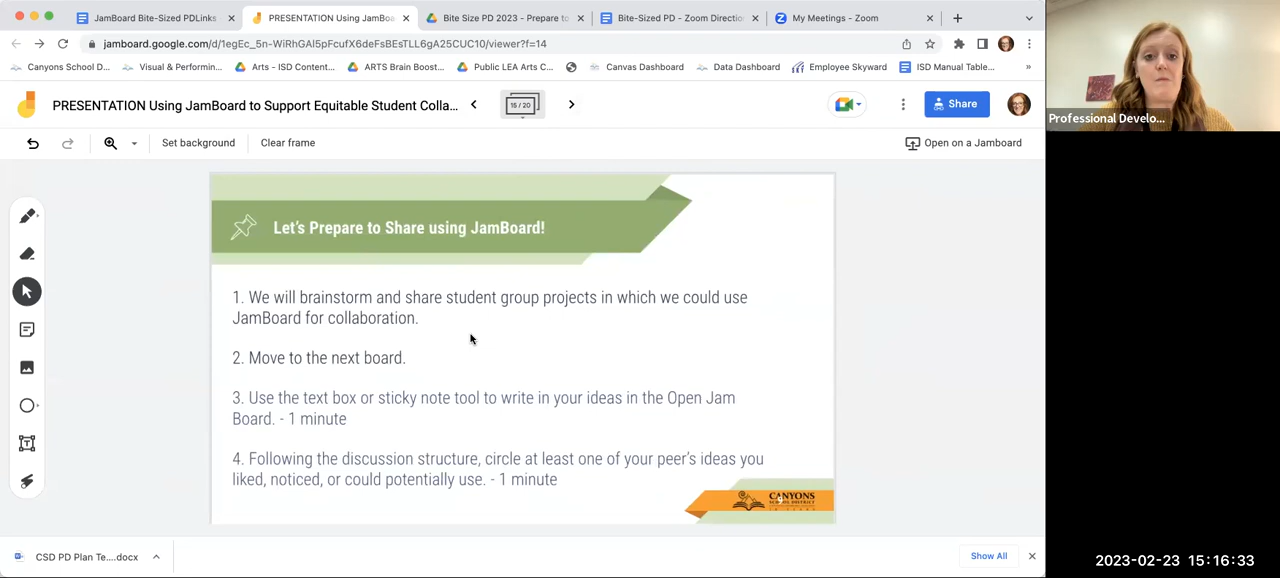 JamBoard Bite-Sized PDLinks
PRESENTATION Using JamBoa
Bite Size PD 2023 - Prepare to
Bite-Sized PD - Zoom Direction
My Meetings - Zoom
jamboard.google.com/d/1egEc_5n-WiRhGAl5pFcufX6deFsBEsTLL6gA25CUC10/viewer?f=14
Canyons School D...
Visual & Performin...
Arts - ISD Content...
ARTS Brain Boost...
Public LEA Arts C...
Canvas Dashboard
Data Dashboard
Employee Skyward
ISD Manual Table...
»
PRESENTATION Using JamBoard to Support Equitable Student Colla...
15 / 20
Share
Professional Develo...
Set background
Clear frame
Open on a Jamboard
Let's Prepare to Share using JamBoard!
1. We will brainstorm and share student group projects in which we could use
JamBoard for collaboration.
2. Move to the next board.
3. Use the text box or sticky note tool to write in your ideas in the Open Jam
Board. - 1 minute
4. Following the discussion structure, circle at least one of your peer's ideas you
liked, noticed, or could potentially use. - 1 minute
CANYONS
SCHOOL DISTRICT
CSD PD Plan Te....docx
Show All
2023-02-23 15:16:33